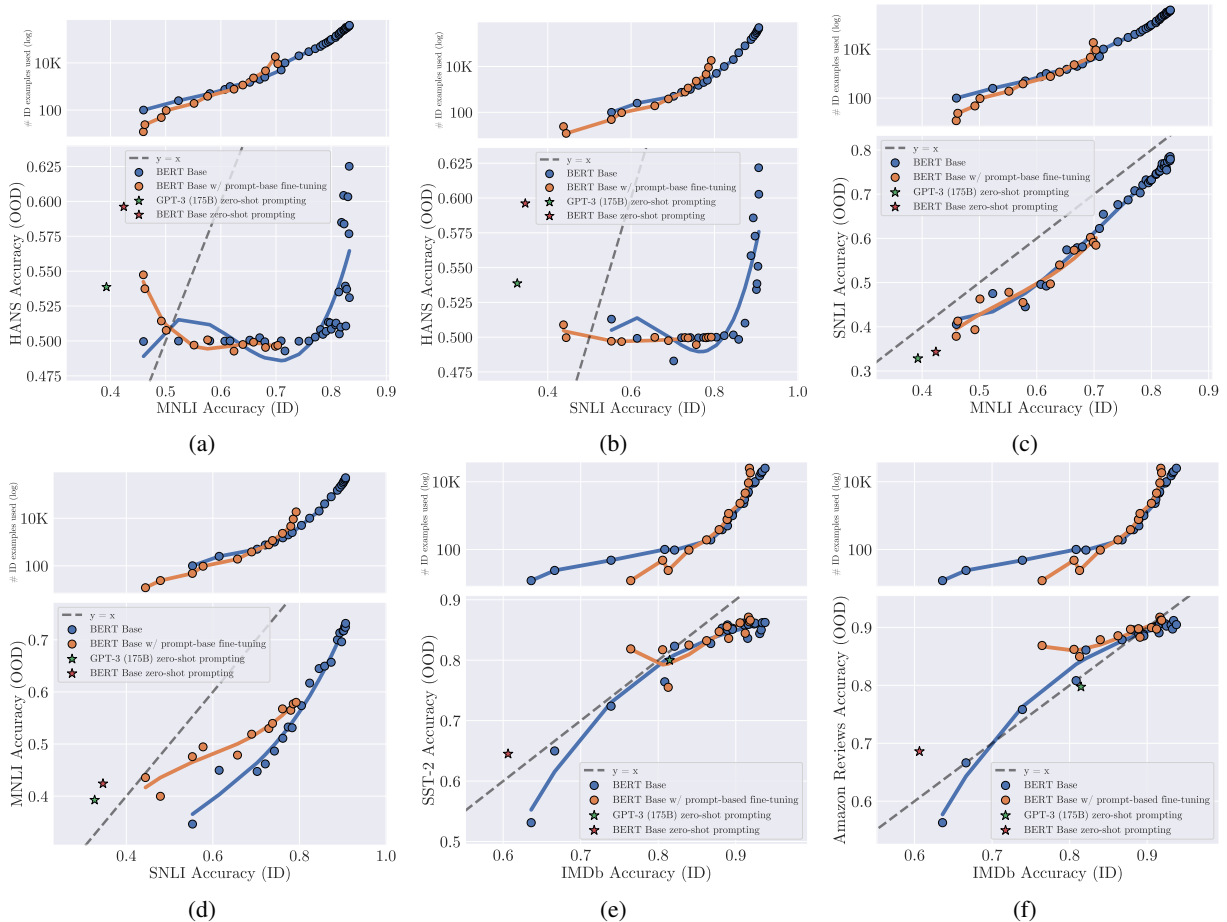 # ID examples used (log)
10K
100
HANS Accuracy (OOD)
0.625
0.600
0.575
0.550
0.525
0.500
0.475
y = x
BERT Base
BERT Base w/ prompt-base fine-tuning
GPT-3 (175B) zero-shot prompting
BERT Base zero-shot prompting
0.4 0.5 0.6 0.7 0.8 0.9
MNLI Accuracy (ID)
(a)
# ID examples used (log)
10K
100
HANS Accuracy (OOD)
0.625
0.600
0.575
0.550
0.525
0.500
0.475
y = x
BERT Base
BERT Base w/ prompt-base fine-tuning
GPT-3 (175B) zero-shot prompting
BERT Base zero-shot prompting
0.4 0.5 0.6 0.7 0.8 0.9 1.0
SNLI Accuracy (ID)
(b)
# ID examples used (log)
10K
100
SNLI Accuracy (OOD)
0.8
0.7
0.6
0.5
0.4
0.3
y = x
BERT Base
BERT Base w/ prompt-base fine-tuning
GPT-3 (175B) zero-shot prompting
BERT Base zero-shot prompting
0.4 0.5 0.6 0.7 0.8 0.9
MNLI Accuracy (ID)
(c)
# ID examples used (log)
10K
100
MNLI Accuracy (OOD)
0.7
0.6
0.5
0.4
y = x
BERT Base
BERT Base w/ prompt-base fine-tuning
GPT-3 (175B) zero-shot prompting
BERT Base zero-shot prompting
0.4 0.6 0.8 1.0
SNLI Accuracy (ID)
(d)
# ID examples used (log)
10K
100
SST-2 Accuracy (OOD)
0.9
0.8
0.7
0.6
0.5
y = x
BERT Base
BERT Base w/ prompt-based fine-tuning
GPT-3 (175B) zero-shot prompting
BERT Base zero-shot prompting
0.6 0.7 0.8 0.9
IMDb Accuracy (ID)
(e)
# ID examples used (log)
10K
100
Amazon Reviews Accuracy (OOD)
0.9
0.8
0.7
0.6
y = x
BERT Base
BERT Base w/ prompt-based fine-tuning
GPT-3 (175B) zero-shot prompting
BERT Base zero-shot prompting
0.6 0.7 0.8 0.9
IMDb Accuracy (ID)
(f)